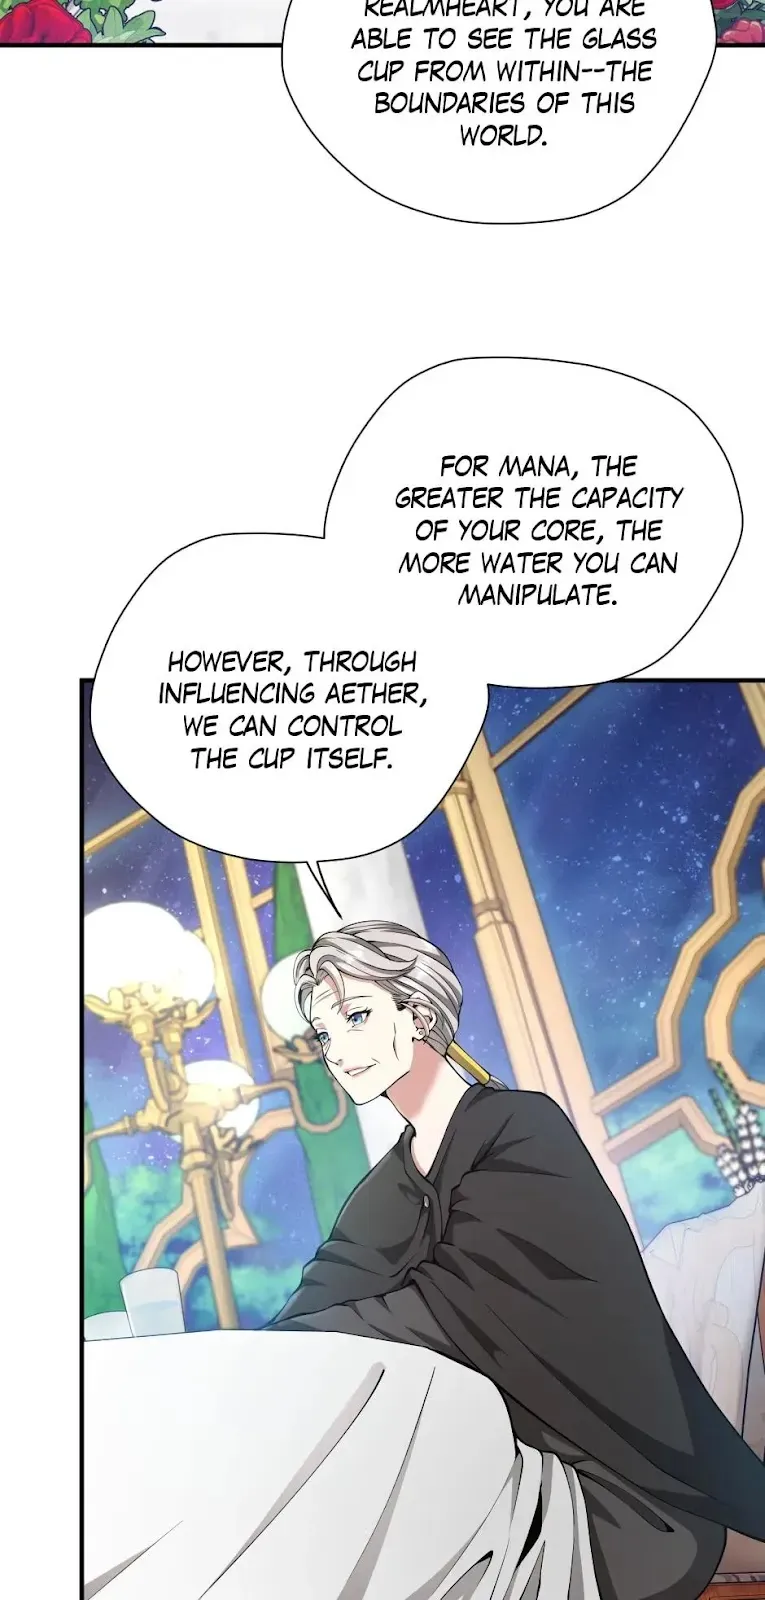 REALMHEART, YOU ARE
ABLE TO SEE THE GLASS
CUP FROM WITHIN--THE
BOUNDARIES OF THIS
WORLD.
FOR MANA, THE
GREATER THE CAPACITY
OF YOUR CORE, THE
MORE WATER YOU CAN
MANIPULATE.
HOWEVER, THROUGH
INFLUENCING AETHER,
WE CAN CONTROL
THE CUP ITSELF.